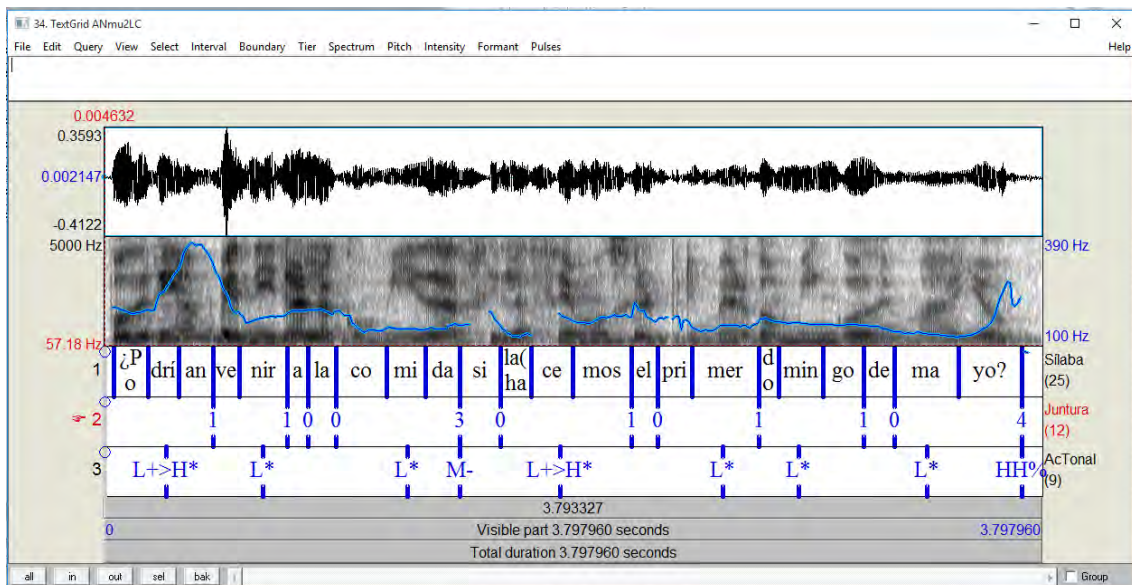 34. TextGrid ANmu2LC
File Edit Query View Select Interval Boundary Tier Spectrum Pitch Intensity Formant Pulses Help
0.004632
0.3593
0.002147
-0.4122
5000 Hz 390 Hz
57.18 Hz 100 Hz
1 ¿Po drí an ve nir a la co mi da si la(ha ce mos el pri mer do min go de ma yo? Sílaba (25)
2 1 1 0 0 3 0 1 0 1 1 0 4 Juntura (12)
3 L+>H* L* L* M- L+>H* L* L* L* HH% AcTonal (9)
3.793327
0 Visible part 3.797960 seconds 3.797960
Total duration 3.797960 seconds
all in out sel bak Group